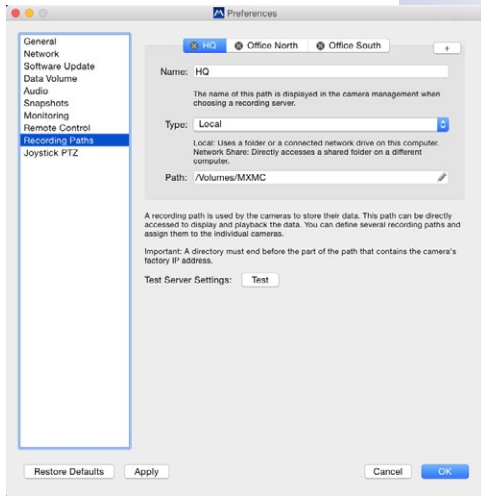 Preferences
General
Network
Software Update
Data Volume
Audio
Snapshots
Monitoring
Remote Control
Recording Paths
Joystick PTZ
HQ
Office North
Office South
+
Name: HQ
The name of this path is displayed in the camera management when
choosing a recording server.
Type: Local
Local: Uses a folder or a connected network drive on this computer.
Network Share: Directly accesses a shared folder on a different
computer.
Path: /Volumes/MXMC
A recording path is used by the cameras to store their data. This path can be directly
accessed to display and playback the data. You can define several recording paths and
assign them to the individual cameras.
Important: A directory must end before the part of the path that contains the camera's
factory IP address.
Test Server Settings: Test
Restore Defaults Apply Cancel OK